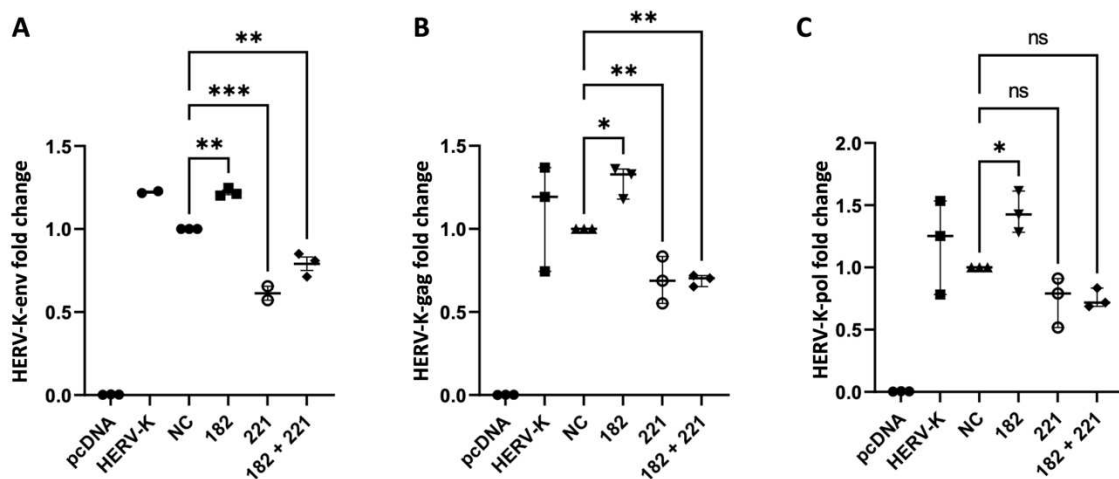 A
**
***
**
HERV-K-env fold change
1.5
1.0
0.5
0.0
pcDNA
HERV-K
NC
182
221
182 + 221
B
**
**
*
HERV-K-gag fold change
1.5
1.0
0.5
0.0
pcDNA
HERV-K
NC
182
221
182 + 221
C
ns
ns
*
HERV-K-pol fold change
2.0
1.5
1.0
0.5
0.0
pcDNA
HERV-K
NC
182
221
182 + 221